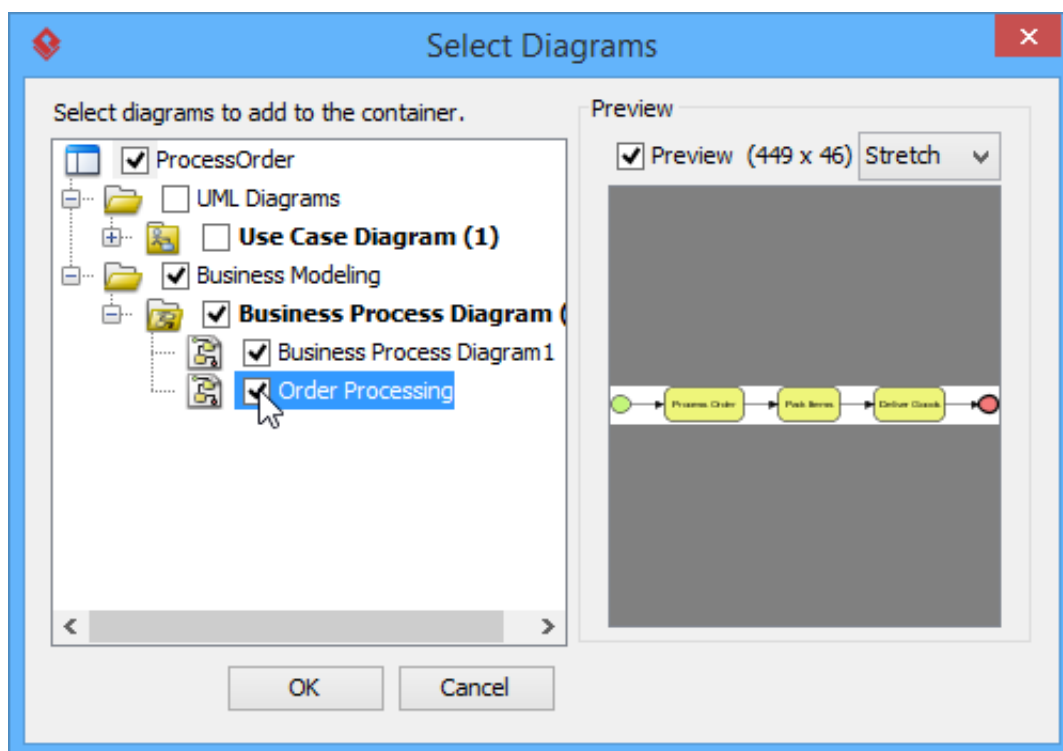 Select Diagrams
Select diagrams to add to the container.
ProcessOrder
UML Diagrams
Use Case Diagram (1)
Business Modeling
Business Process Diagram (
Business Process Diagram1
Order Processing
OK
Cancel
Preview
Preview (449 x 46) Stretch
Process Order
Pack Items
Deliver Goods